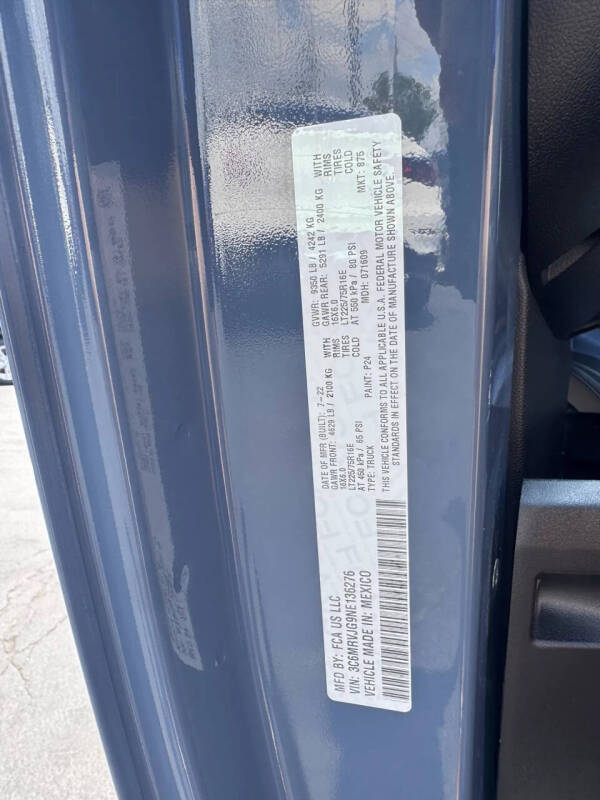 MFD BY: FCA US LLC
DATE OF MFR (BUILT): 7-22 GVWR: 9350 LB / 4242 KG
GAWR FRONT: 4629 LB / 2100 KG WITH GAWR REAR: 5291 LB / 2400 KG WITH
16X6.0 RIMS 16X6.0 RIMS
LT225/75R16E TIRES LT225/75R16E TIRES
AT 450 kPa / 65 PSI COLD AT 550 kPa / 80 PSI COLD
VIN: 3C6MRVJG9NE136276 TYPE: TRUCK PAINT: P24 MDH: 071609 MKT: 875
VEHICLE MADE IN: MEXICO
THIS VEHICLE CONFORMS TO ALL APPLICABLE U.S.A. FEDERAL MOTOR VEHICLE SAFETY
STANDARDS IN EFFECT ON THE DATE OF MANUFACTURE SHOWN ABOVE.